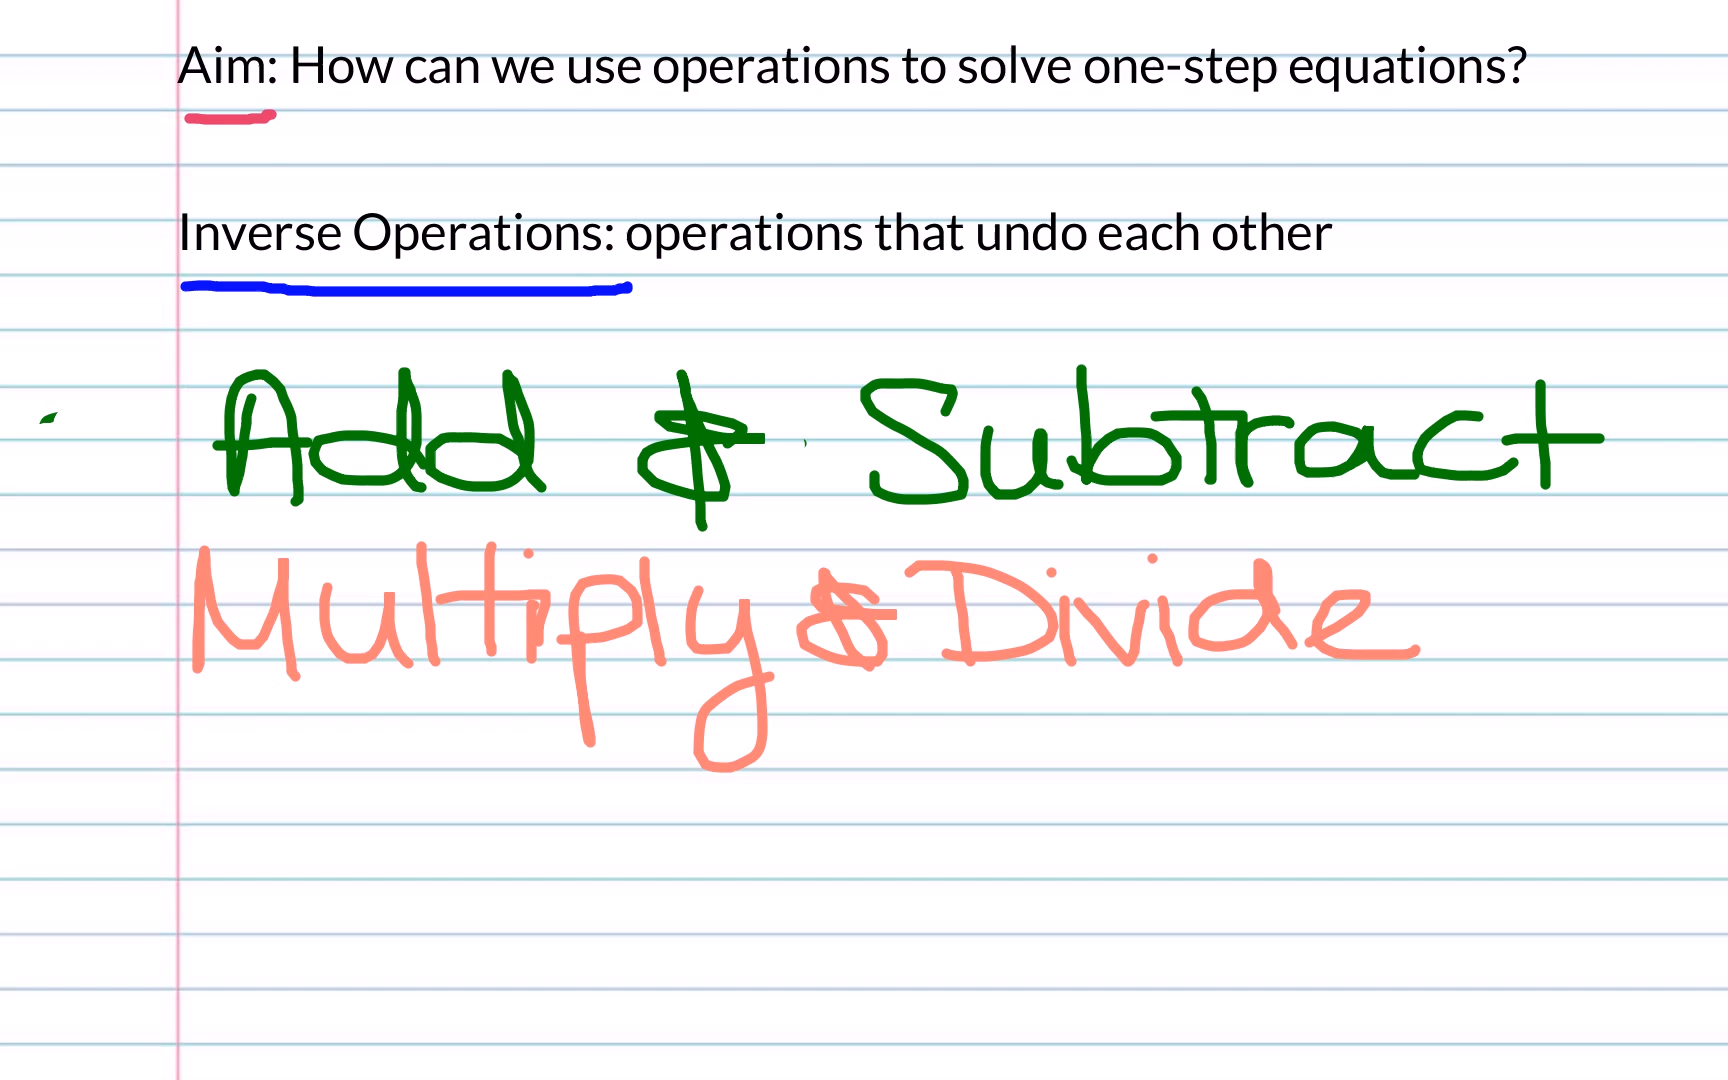 Aim: How can we use operations to solve one-step equations?
Inverse Operations: operations that undo each other
Add & Subtract
Multiply & Divide